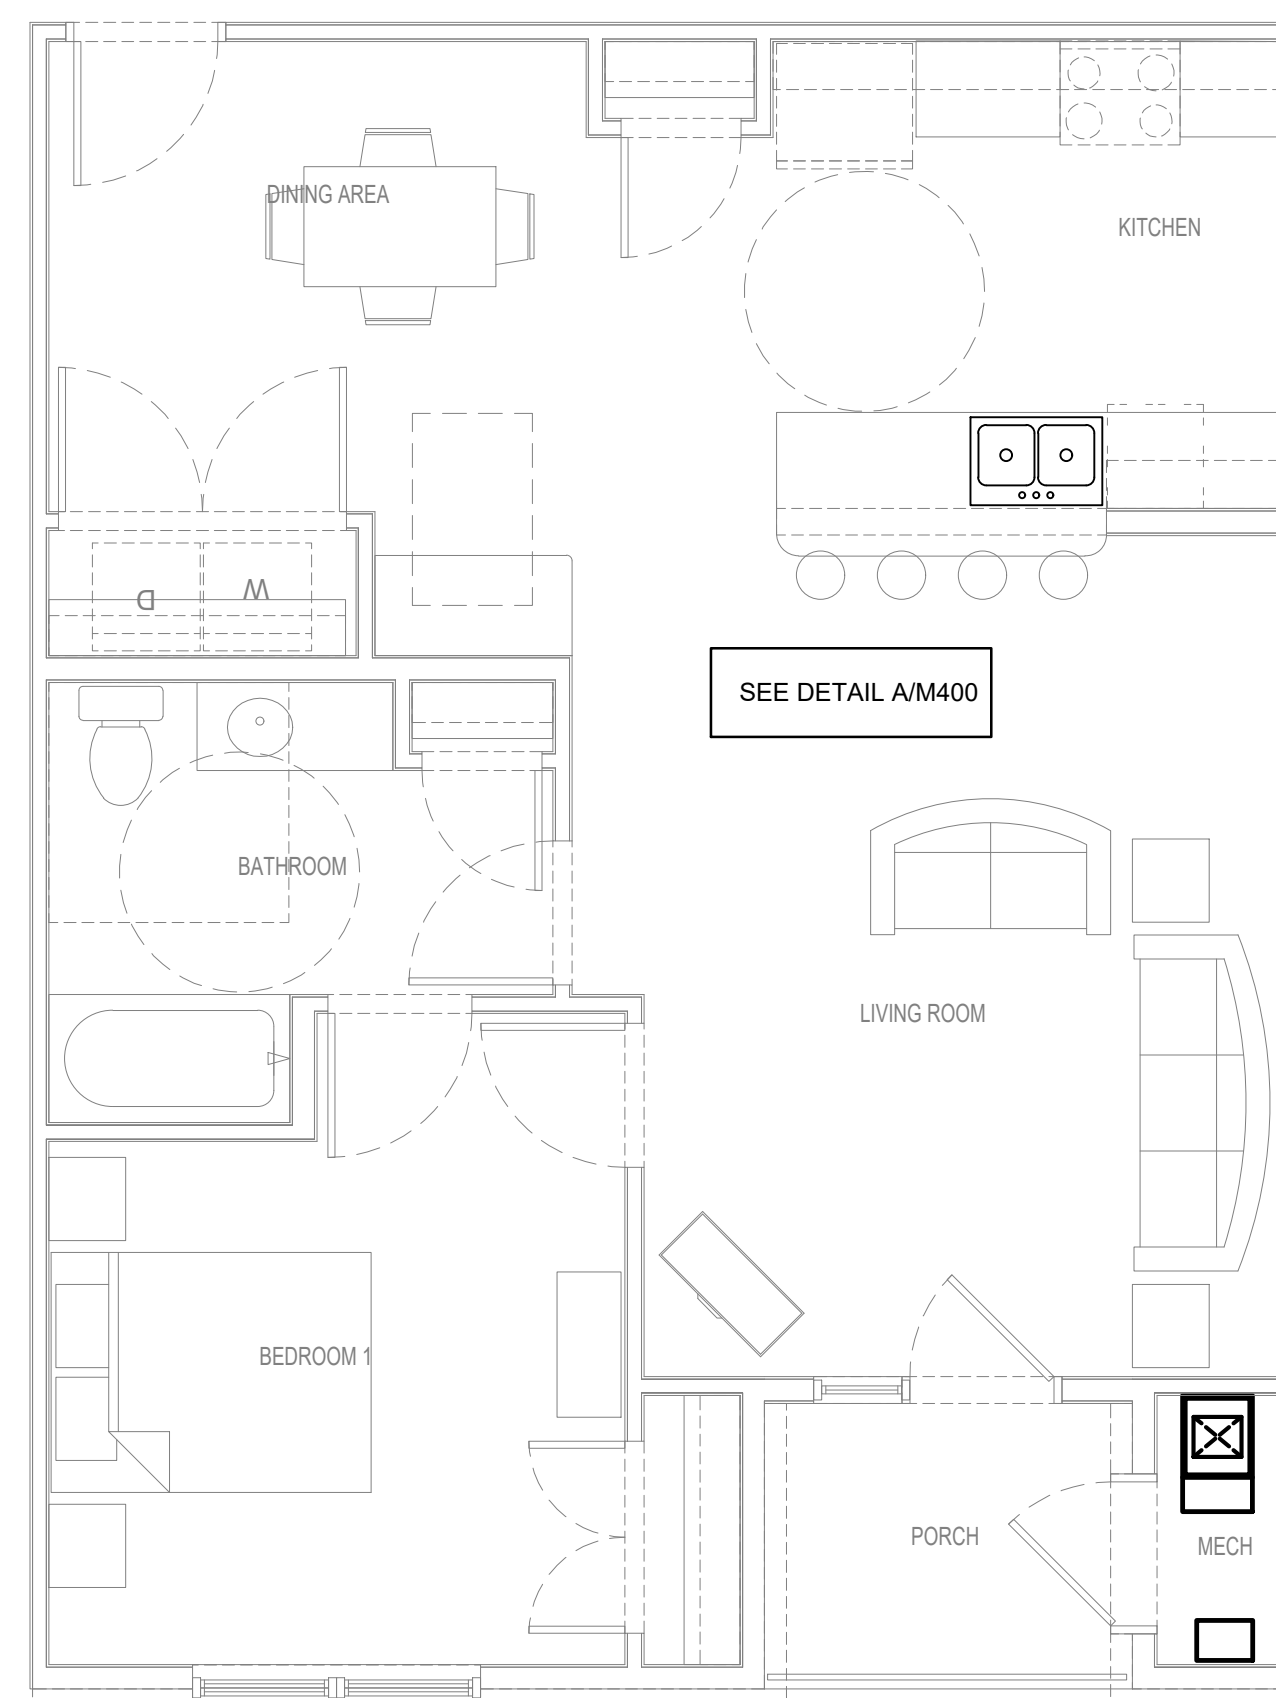 DINING AREA
KITCHEN
D
W
SEE DETAIL A/M400
BATHROOM
LIVING ROOM
BEDROOM 1
PORCH
MECH